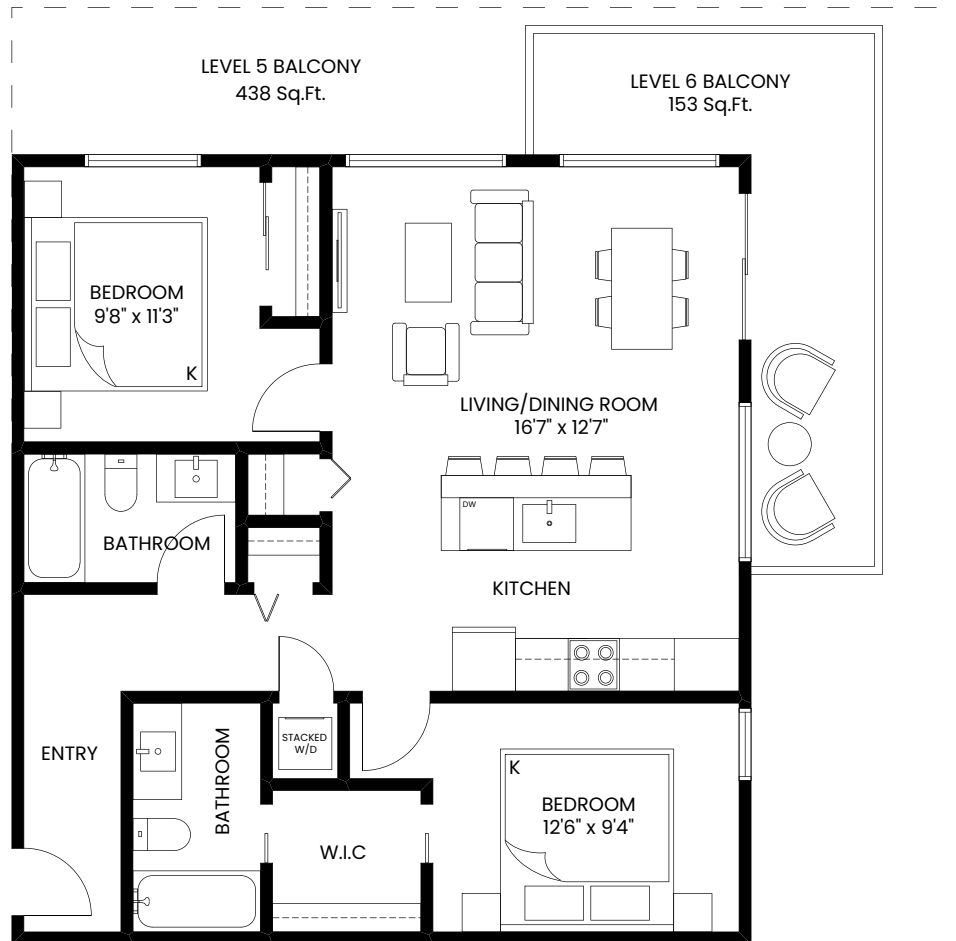 LEVEL 5 BALCONY
438 Sq.Ft.
LEVEL 6 BALCONY
153 Sq.Ft.
BEDROOM
9'8" x 11'3"
K
LIVING/DINING ROOM
16'7" x 12'7"
DW
BATHROOM
KITCHEN
ENTRY
BATHROOM
STACKED
W/D
K
BEDROOM
12'6" x 9'4"
W.I.C